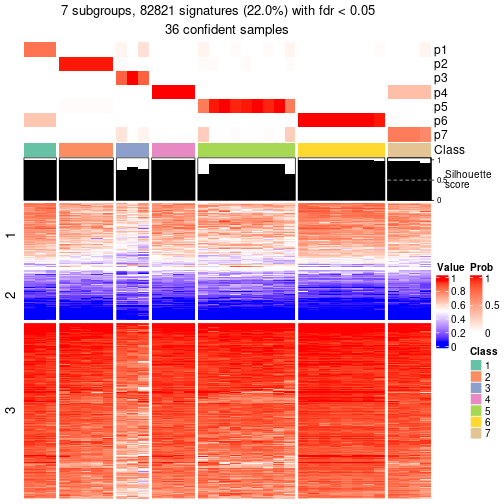 7 subgroups, 82821 signatures (22.0%) with fdr < 0.05
36 confident samples
p1
p2
p3
p4
p5
p6
p7
Class
1
0.5
0
Silhouette
score
1
2
3
Value
1
0.8
0.6
0.4
0.2
0
Prob
1
0.5
0
Class
1
2
3
4
5
6
7